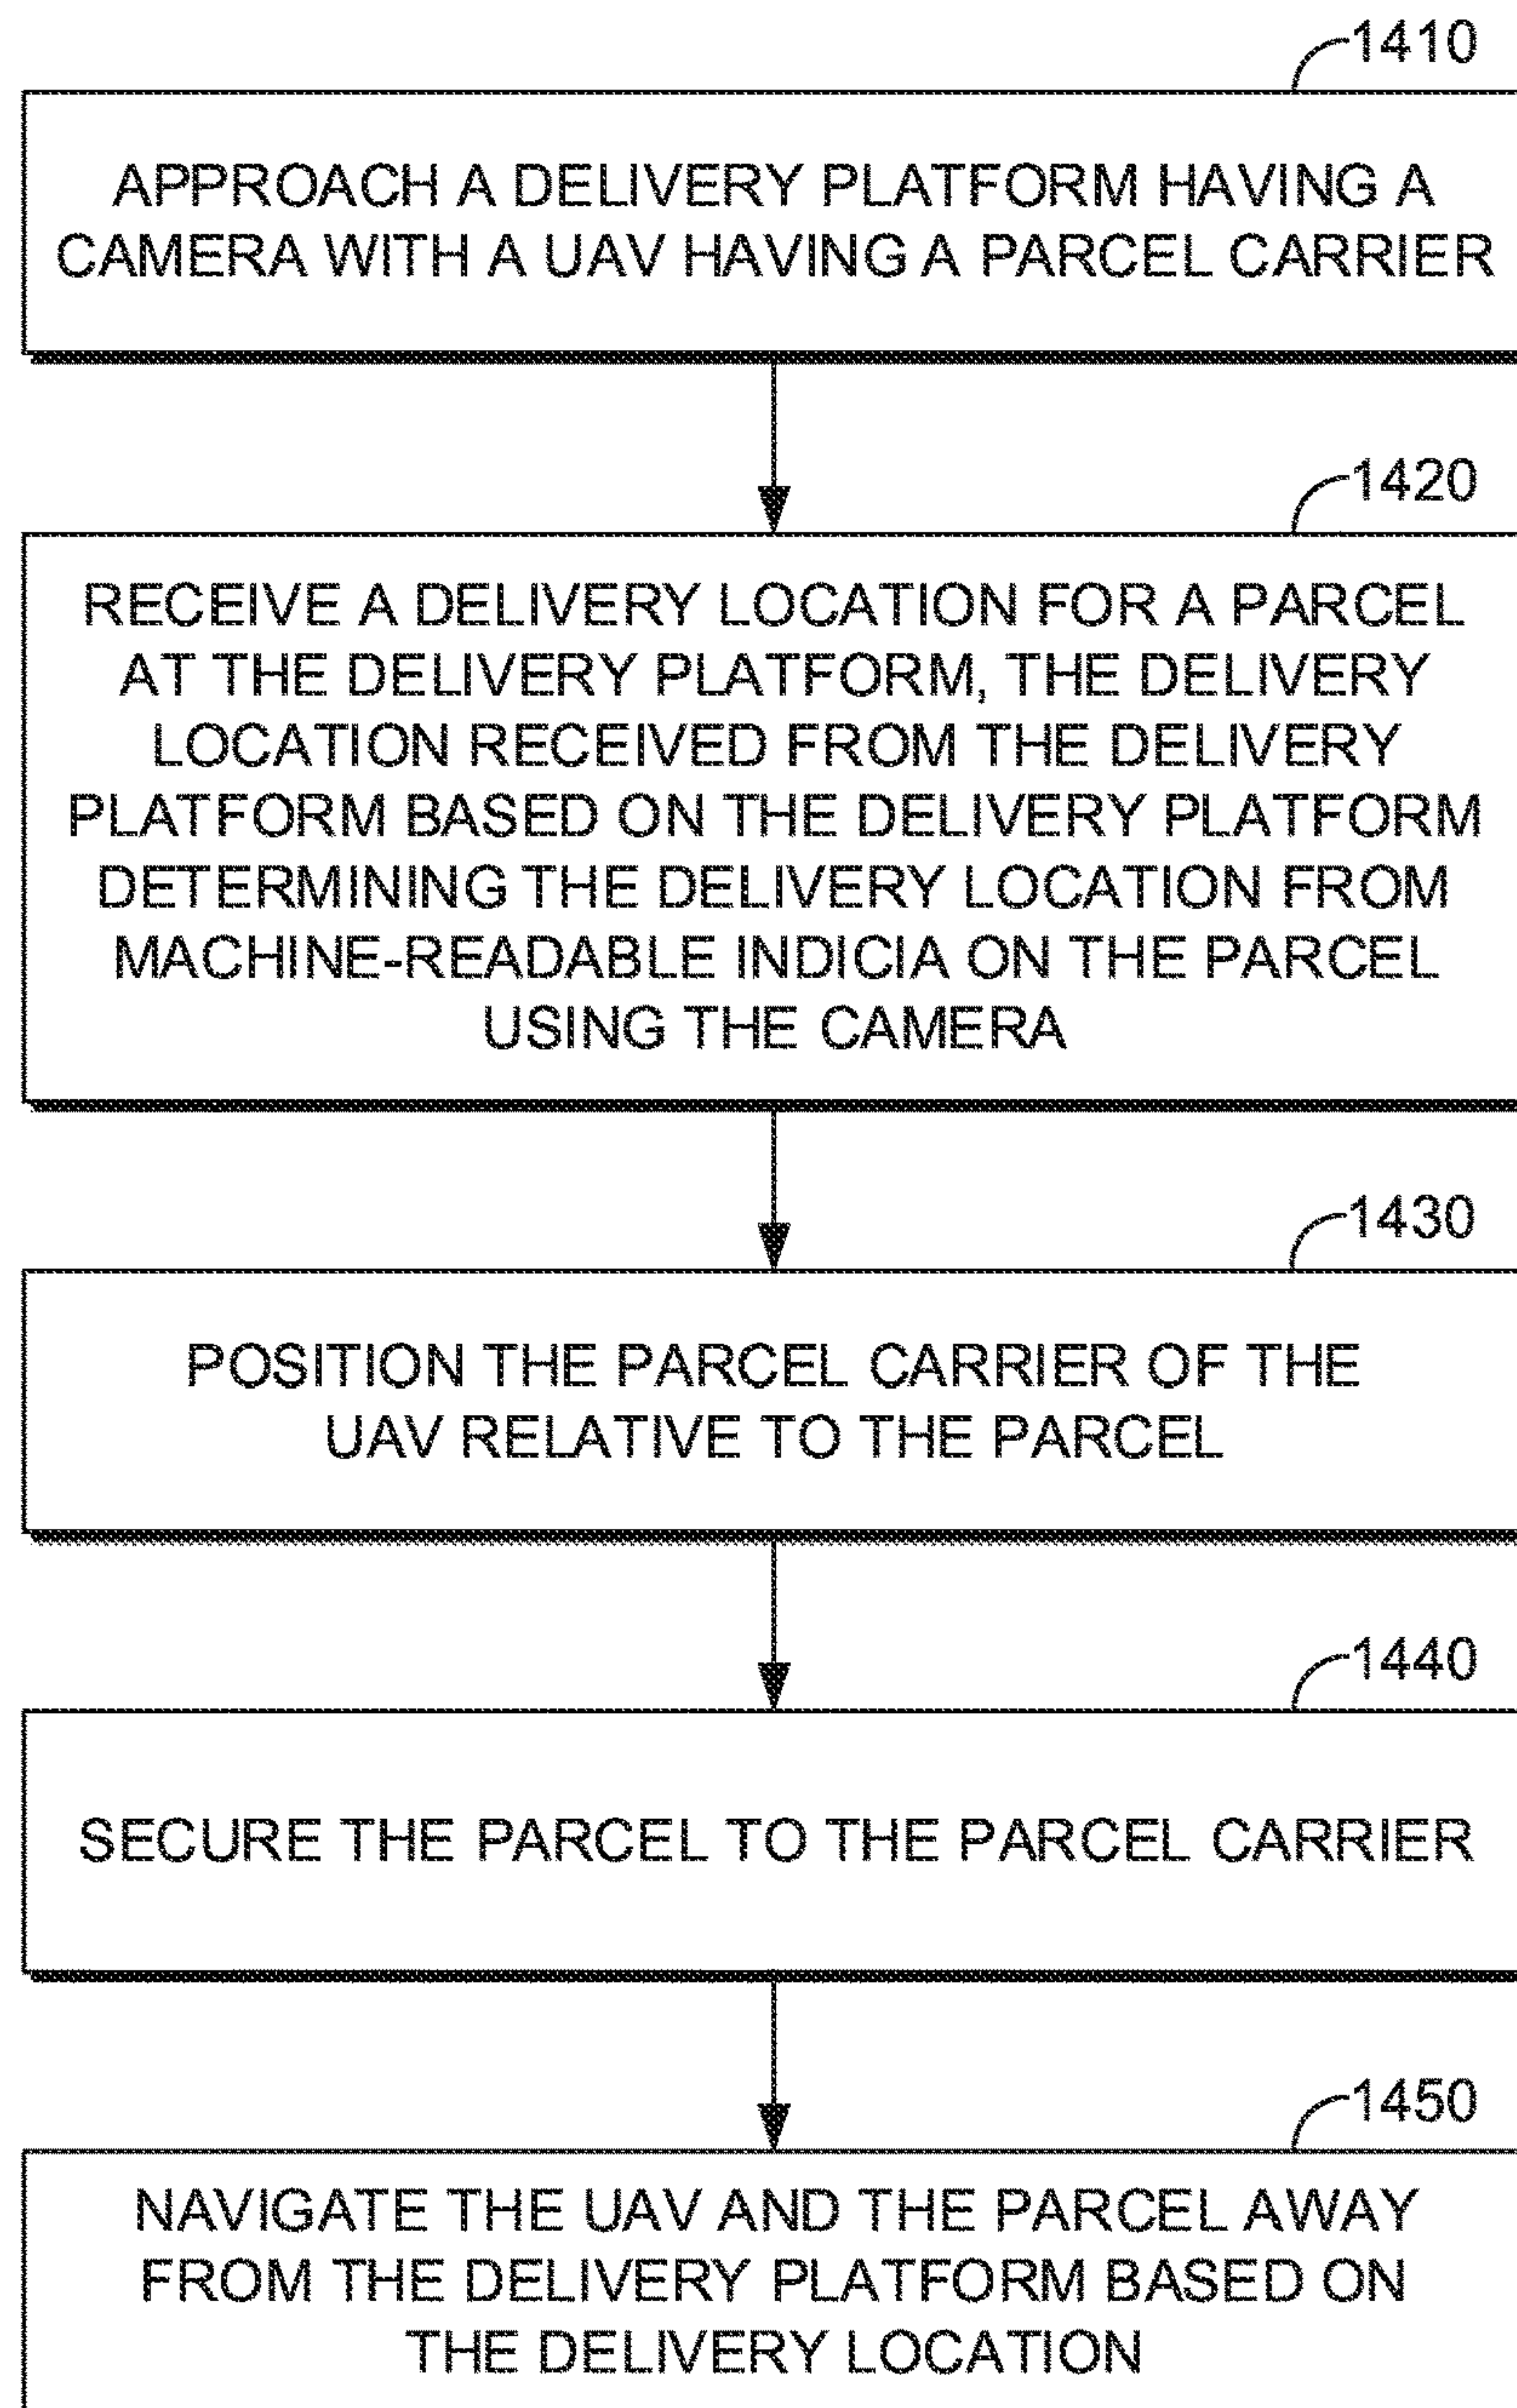 1410
APPROACH A DELIVERY PLATFORM HAVING A
CAMERA WITH A UAV HAVING A PARCEL CARRIER
1420
RECEIVE A DELIVERY LOCATION FOR A PARCEL
AT THE DELIVERY PLATFORM, THE DELIVERY
LOCATION RECEIVED FROM THE DELIVERY
PLATFORM BASED ON THE DELIVERY PLATFORM
DETERMINING THE DELIVERY LOCATION FROM
MACHINE-READABLE INDICIA ON THE PARCEL
USING THE CAMERA
1430
POSITION THE PARCEL CARRIER OF THE
UAV RELATIVE TO THE PARCEL
1440
SECURE THE PARCEL TO THE PARCEL CARRIER
1450
NAVIGATE THE UAV AND THE PARCEL AWAY
FROM THE DELIVERY PLATFORM BASED ON
THE DELIVERY LOCATION